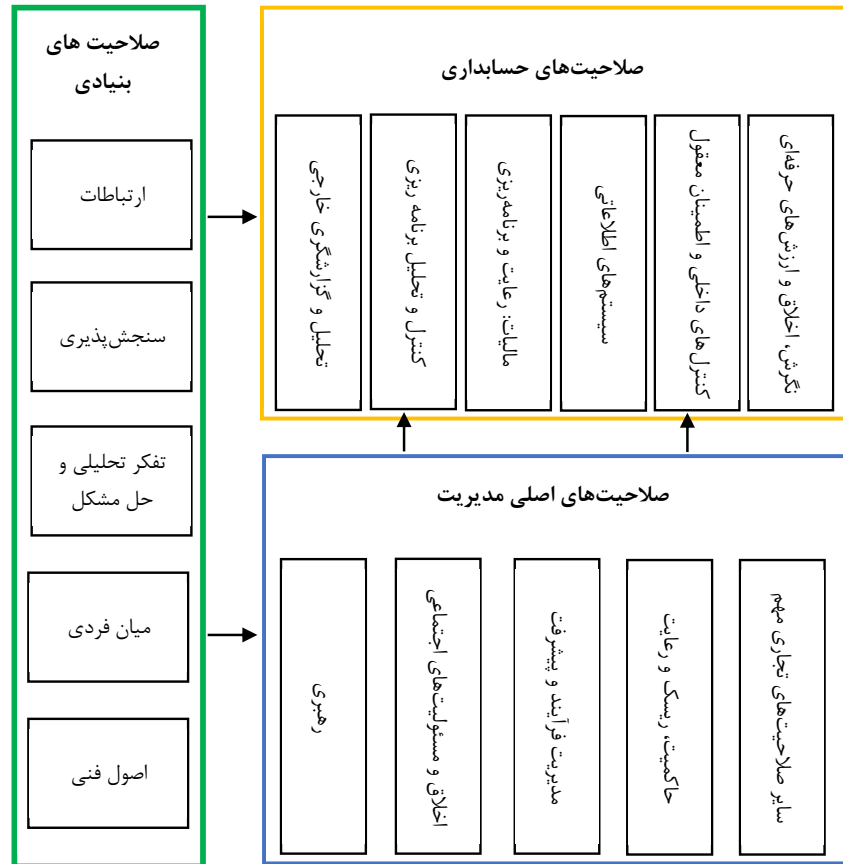 صلاحیت های
بنیادی
ارتباطات
سنجش‌پذیری
تفکر تحلیلی و
حل مشکل
میان فردی
اصول فنی
صلاحیت‌های حسابداری
تحلیل و گزارشگری خارجی
کنترل و تحلیل برنامه ریزی
مالیات: رعایت و برنامه‌ریزی
سیستم‌های اطلاعاتی
کنترل‌های داخلی و اطمینان معقول
نگرش، اخلاق و ارزش‌های حرفه‌ای
صلاحیت‌های اصلی مدیریت
رهبری
اخلاق و مسئولیت‌های اجتماعی
مدیریت فرآیند و پیشرفت
حاکمیت، ریسک و رعایت
سایر صلاحیت‌های تجاری مهم